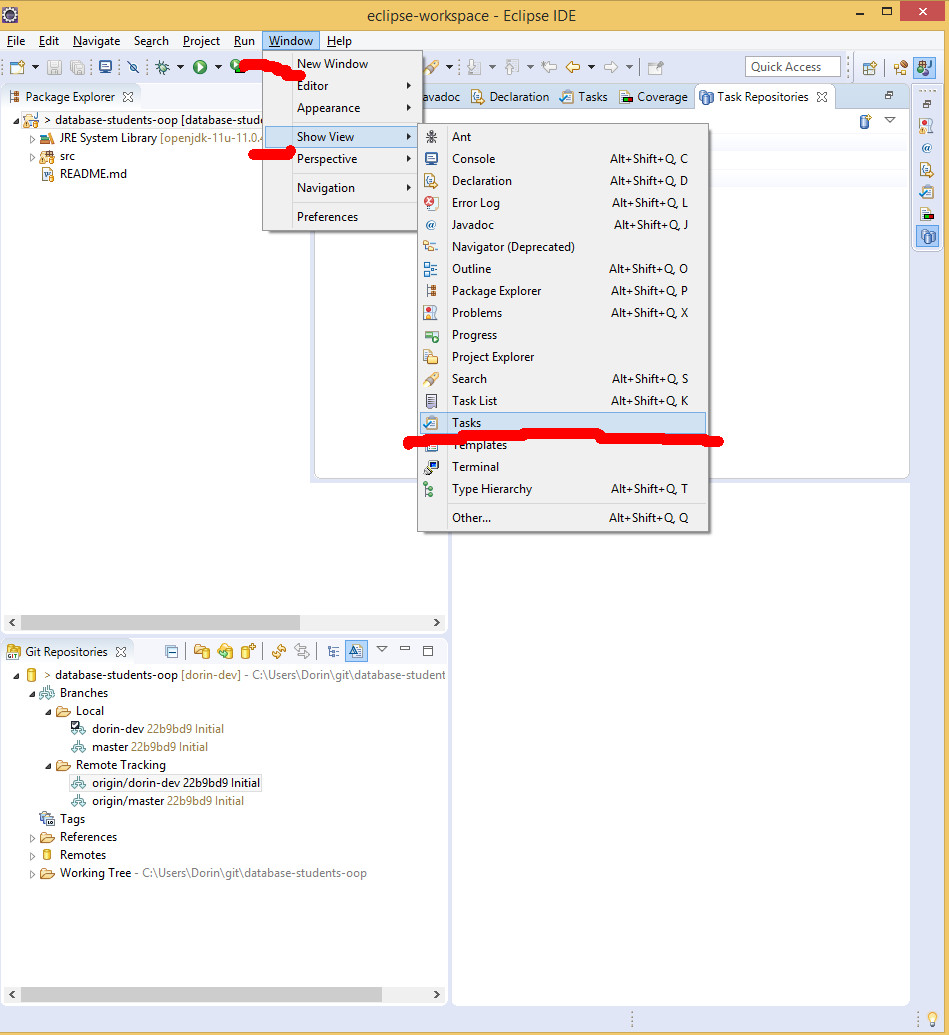 eclipse-workspace - Eclipse IDE
File Edit Navigate Search Project Run Window Help
Quick Access
Package Explorer
avadoc Declaration Tasks Coverage Task Repositories
> database-students-oop [database-stude
JRE System Library [openjdk-11u-11.0.4
src
README.md
New Window
Editor
Appearance
Show View
Perspective
Navigation
Preferences
Ant
Console Alt+Shift+Q, C
Declaration Alt+Shift+Q, D
Error Log Alt+Shift+Q, L
Javadoc Alt+Shift+Q, J
Navigator (Deprecated)
Outline Alt+Shift+Q, O
Package Explorer Alt+Shift+Q, P
Problems Alt+Shift+Q, X
Progress
Project Explorer
Search Alt+Shift+Q, S
Task List Alt+Shift+Q, K
Tasks
Templates
Terminal
Type Hierarchy Alt+Shift+Q, T
Other... Alt+Shift+Q, Q
Git Repositories
> database-students-oop [dorin-dev] - C:\Users\Dorin\git\database-student
Branches
Local
dorin-dev 22b9bd9 Initial
master 22b9bd9 Initial
Remote Tracking
origin/dorin-dev 22b9bd9 Initial
origin/master 22b9bd9 Initial
Tags
References
Remotes
Working Tree - C:\Users\Dorin\git\database-students-oop